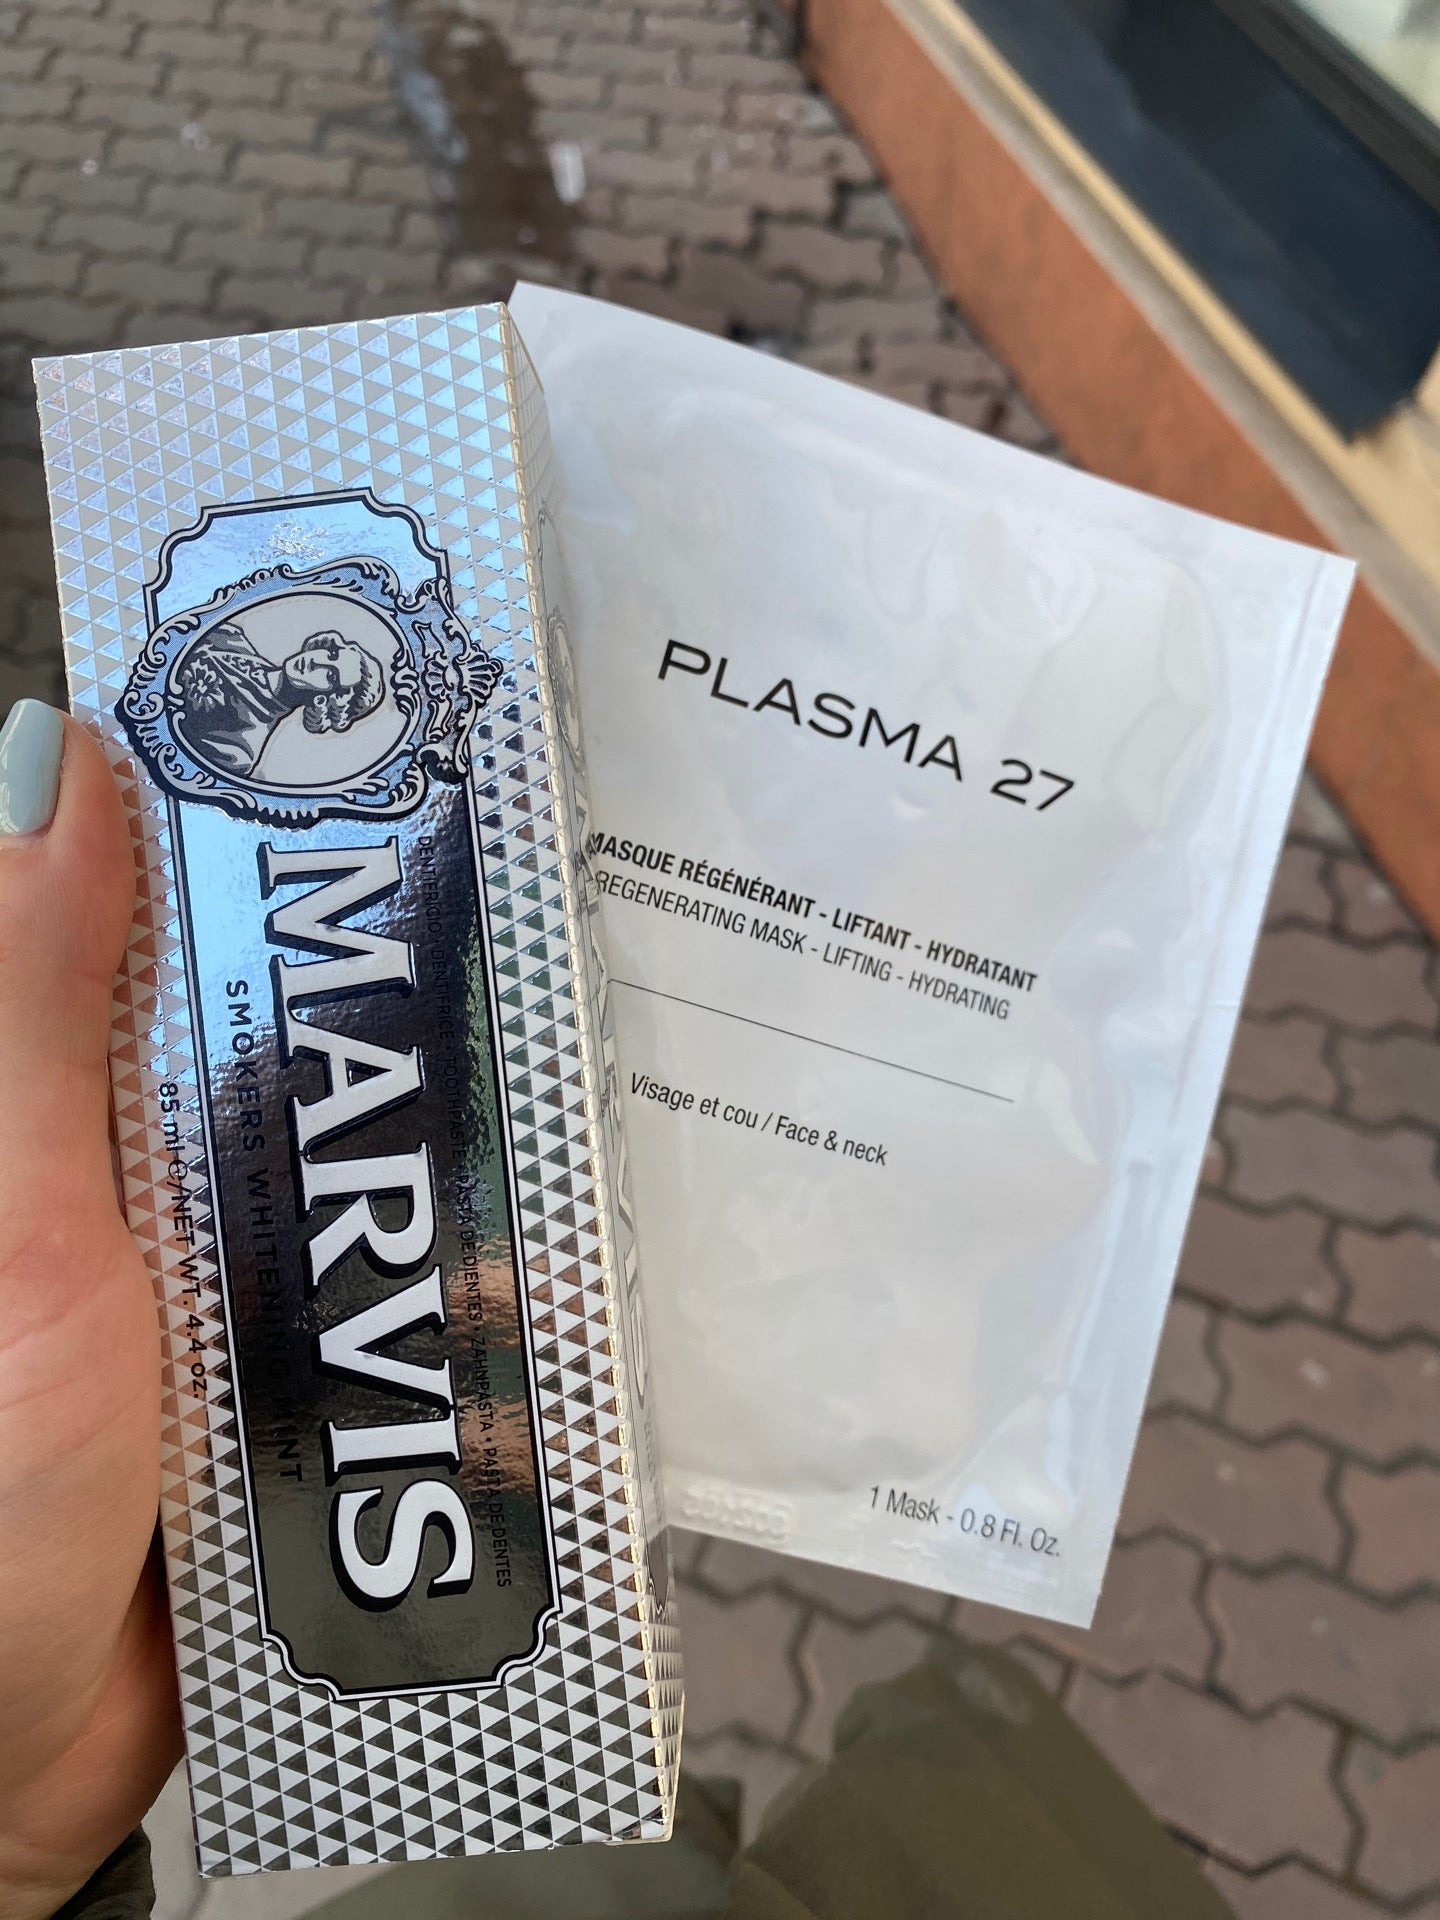 MARVIS
SMOKERS WHITENING MINT
DENTIFRICIO • DENTIFRICE • TOOTHPASTE • PASTA DE DIENTES • ZAHNPASTA • PASTA DE DENTES
85 ml ℮/NET WT. 4.4 oz.
PLASMA 27
MASQUE RÉGÉNÉRANT - LIFTANT - HYDRATANT
REGENERATING MASK - LIFTING - HYDRATING
Visage et cou / Face & neck
1 Mask - 0.8 Fl. Oz.